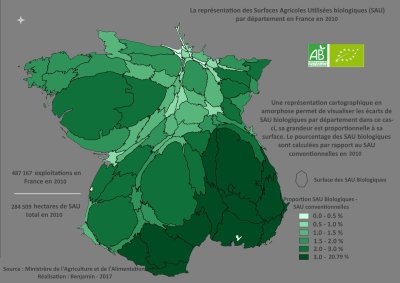 La représentation des Surfaces Agricoles Utilisées biologiques (SAU)
par département en France en 2010
AB
Une représentation cartographique en
amorphose permet de visualiser les écarts de
SAU biologiques par département dans ce cas-
ci, sa grandeur est proportionnelle à sa
surface. Le pourcentage des SAU biologiques
sont calculées par rapport au SAU
conventionnelles en 2010
487 167 exploitations en
France en 2010
284 505 hectares de SAU
total en 2010
Surface des SAU Biologiques
Proportion SAU Biologiques -
SAU conventionnelles
0.0 - 0.5 %
0.5 - 1.0 %
1.0 - 1.5 %
1.5 - 2.0 %
2.0 - 3.0 %
3.0 - 20.79 %
Source : Ministère de l'Agriculture et de l'Alimentation
Réalisation : Benjamin - 2017